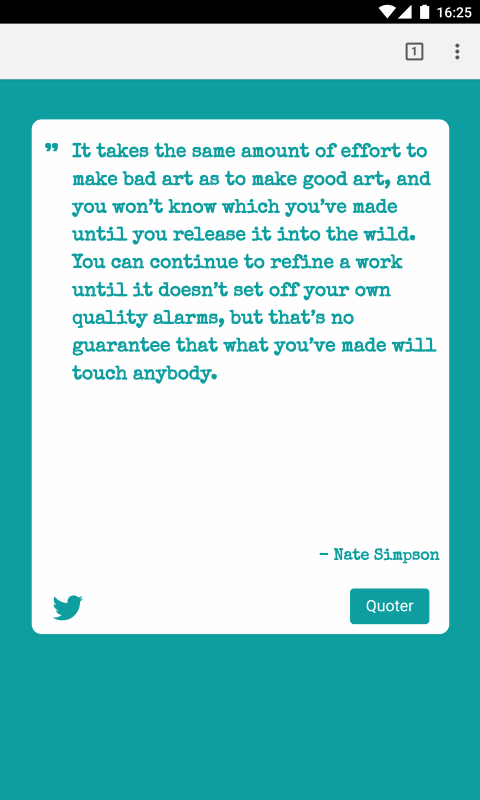 16:25
1
” It takes the same amount of effort to
make bad art as to make good art, and
you won’t know which you’ve made
until you release it into the wild.
You can continue to refine a work
until it doesn’t set off your own
quality alarms, but that’s no
guarantee that what you’ve made will
touch anybody.
- Nate Simpson
Quoter